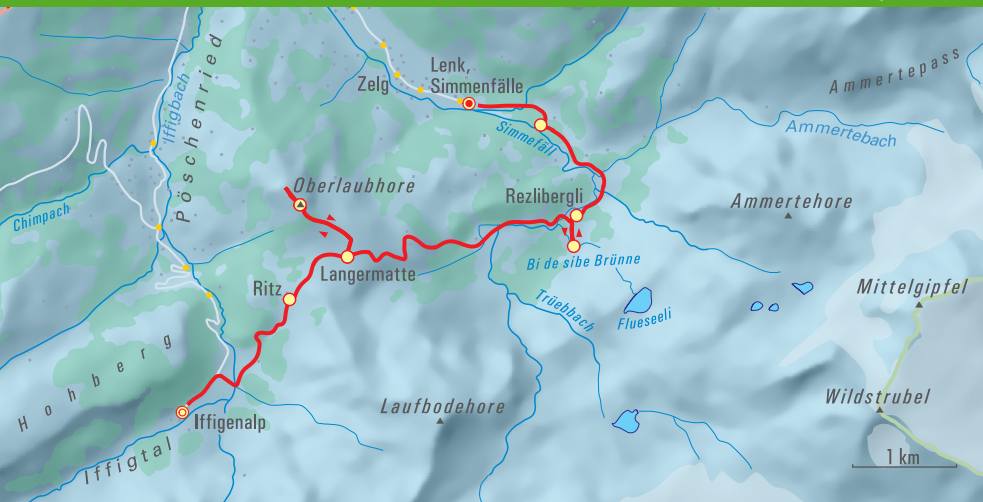 Lenk,
Simmenfälle
Zelg
Ammertepass
Pöschenried
Iffigbach
Simmefäll
Ammertebach
Oberlaubhore
Rezlibergli
Ammertehore
Chimpach
Langermatte
Bi de sibe Brünne
Ritz
Trüebbach
Flueseeli
Mittelgipfel
Hohberg
Laufbodehore
Wildstrubel
Iffigenalp
Iffigtal
1 km